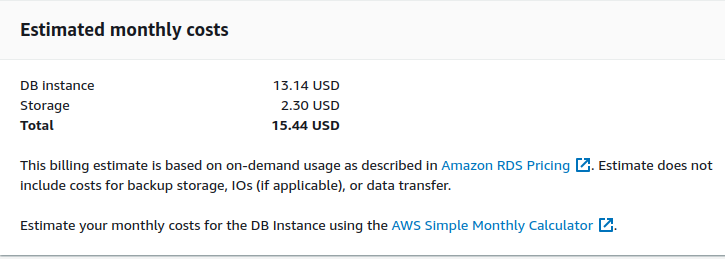 Estimated monthly costs
DB instance 13.14 USD
Storage 2.30 USD
Total 15.44 USD
This billing estimate is based on on-demand usage as described in Amazon RDS Pricing. Estimate does not
include costs for backup storage, IOs (if applicable), or data transfer.
Estimate your monthly costs for the DB Instance using the AWS Simple Monthly Calculator.